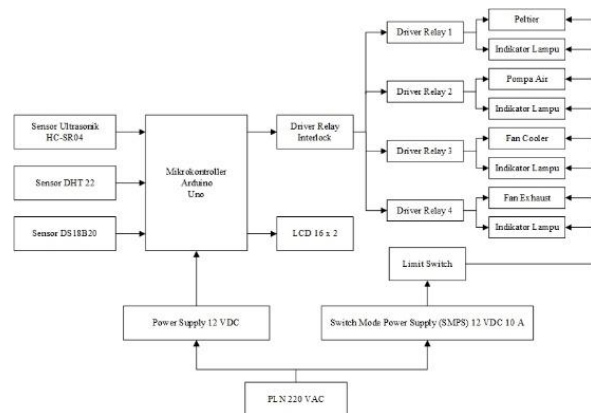 Sensor Ultrasonik
HC-SR04
Sensor DHT 22
Sensor DS18B20
Mikrokontroller
Arduino
Uno
Driver Relay
Interlock
LCD 16 x 2
Driver Relay 1
Driver Relay 2
Driver Relay 3
Driver Relay 4
Peltier
Indikator Lampu
Pompa Air
Indikator Lampu
Fan Cooler
Indikator Lampu
Fan Exhaust
Indikator Lampu
Limit Switch
Power Supply 12 VDC
Switch Mode Power Supply (SMPS) 12 VDC 10 A
PLN 220 VAC